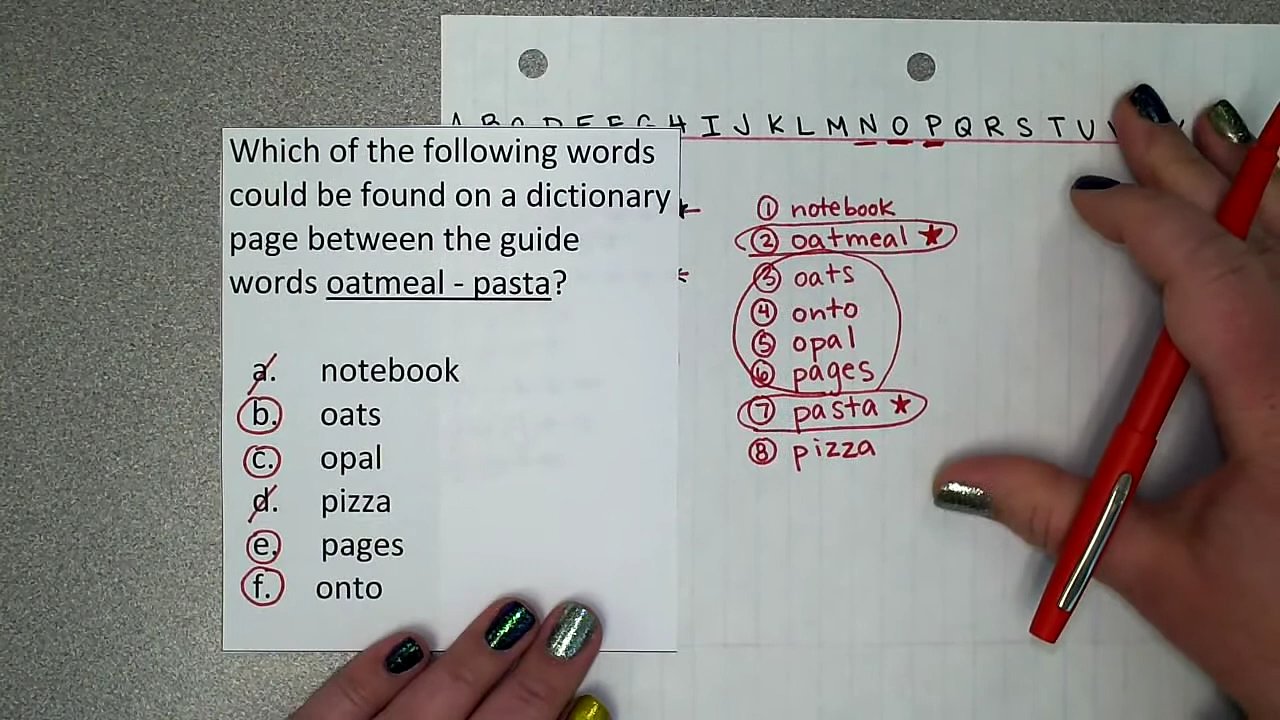 A B C D E F G H I J K L M N O P Q R S T U V
Which of the following words
could be found on a dictionary
page between the guide
words oatmeal - pasta?
a. notebook
b. oats
c. opal
d. pizza
e. pages
f. onto
1 notebook
2 oatmeal ★
3 oats
4 onto
5 opal
6 pages
7 pasta ★
8 pizza